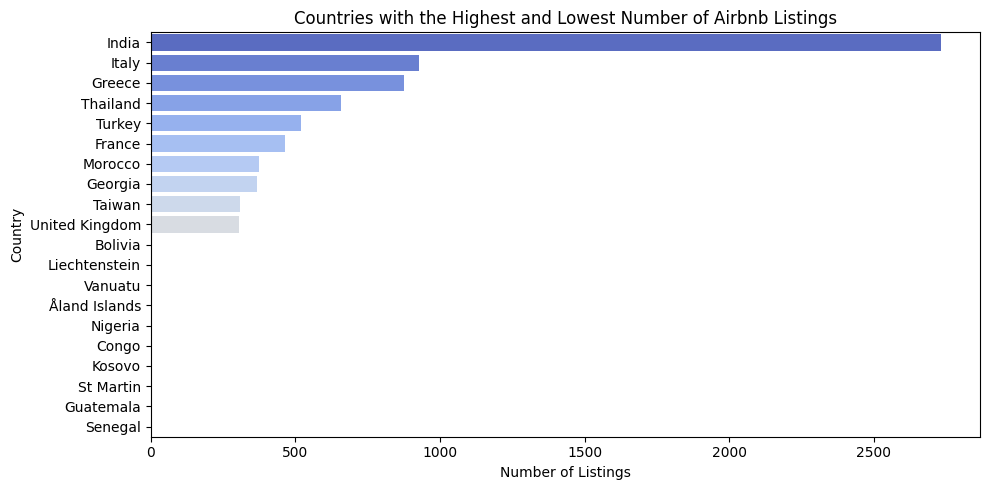 Countries with the Highest and Lowest Number of Airbnb Listings
India
Italy
Greece
Thailand
Turkey
France
Morocco
Georgia
Taiwan
United Kingdom
Bolivia
Liechtenstein
Vanuatu
Åland Islands
Nigeria
Congo
Kosovo
St Martin
Guatemala
Senegal
Country
0 500 1000 1500 2000 2500
Number of Listings